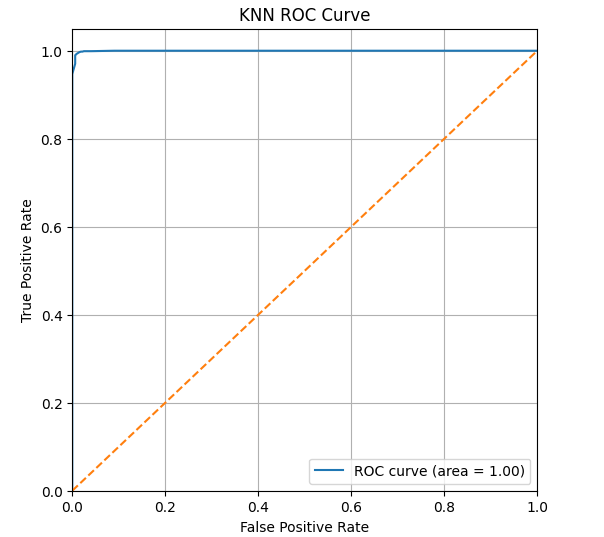 KNN ROC Curve
True Positive Rate
1.0
0.8
0.6
0.4
0.2
0.0
ROC curve (area = 1.00)
0.0 0.2 0.4 0.6 0.8 1.0
False Positive Rate